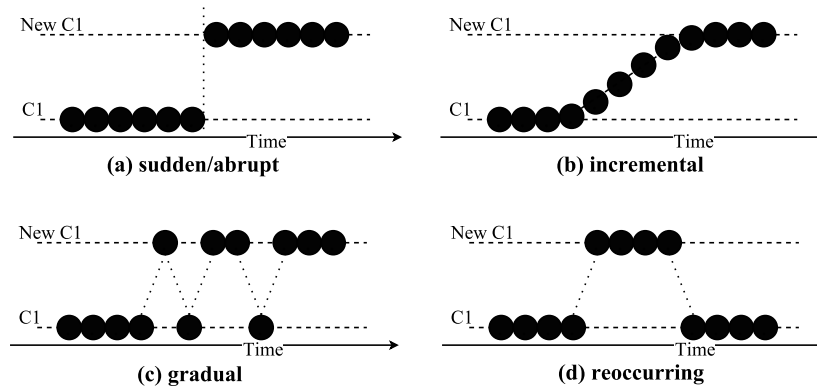 New C1
C1
Time
(a) sudden/abrupt
New C1
C1
Time
(b) incremental
New C1
C1
Time
(c) gradual
New C1
C1
Time
(d) reoccurring